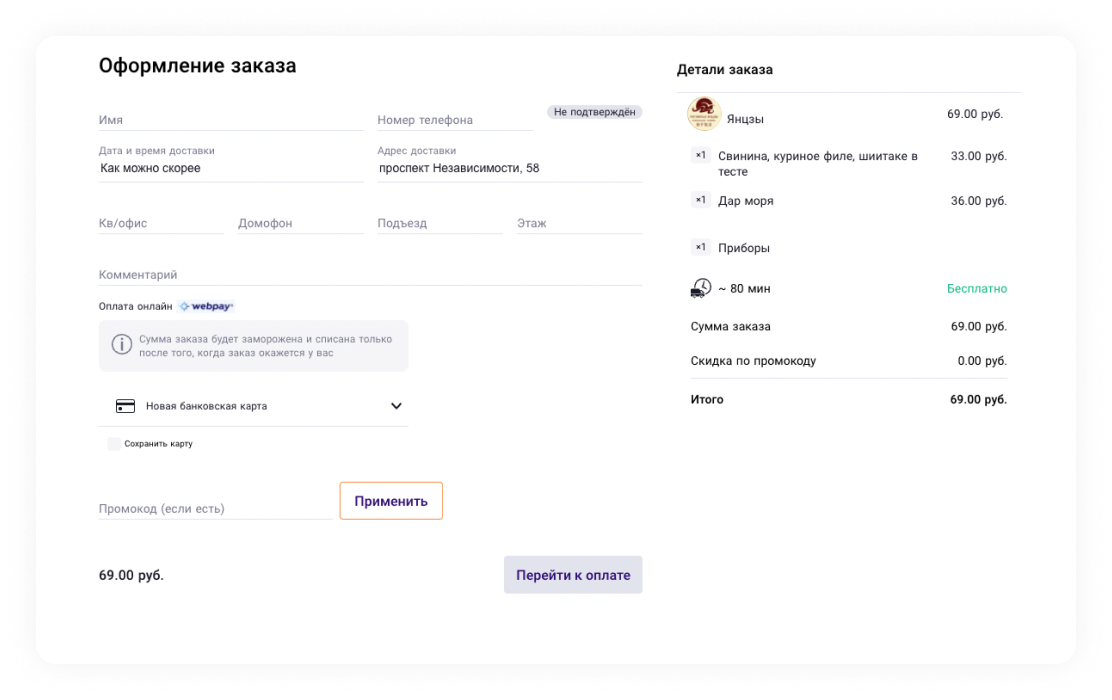 Оформление заказа
Имя
Номер телефона
Не подтверждён
Дата и время доставки
Как можно скорее
Адрес доставки
проспект Независимости, 58
Кв/офис
Домофон
Подъезд
Этаж
Комментарий
Оплата онлайн webpay
Сумма заказа будет заморожена и списана только
после того, когда заказ окажется у вас
Новая банковская карта
Сохранить карту
Промокод (если есть)
Применить
69.00 руб.
Перейти к оплате
Детали заказа
Янцзы
69.00 руб.
×1 Свинина, куриное филе, шиитаке в 33.00 руб.
тесте
×1 Дар моря 36.00 руб.
×1 Приборы
~ 80 мин Бесплатно
Сумма заказа 69.00 руб.
Скидка по промокоду 0.00 руб.
Итого 69.00 руб.